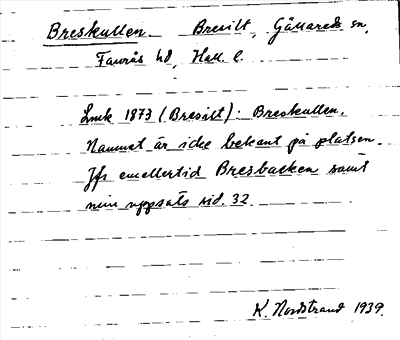 Breskullen. Bresilt, Gällareds sn,
Faurås hd, Hall. l.
Lmk 1873 (Bresilt): Breskullen.
Namnet är icke bekant på platsen.
Jfr emellertid Bresbacken samt
min uppsats sid. 32.
K. Nordstrand 1939.